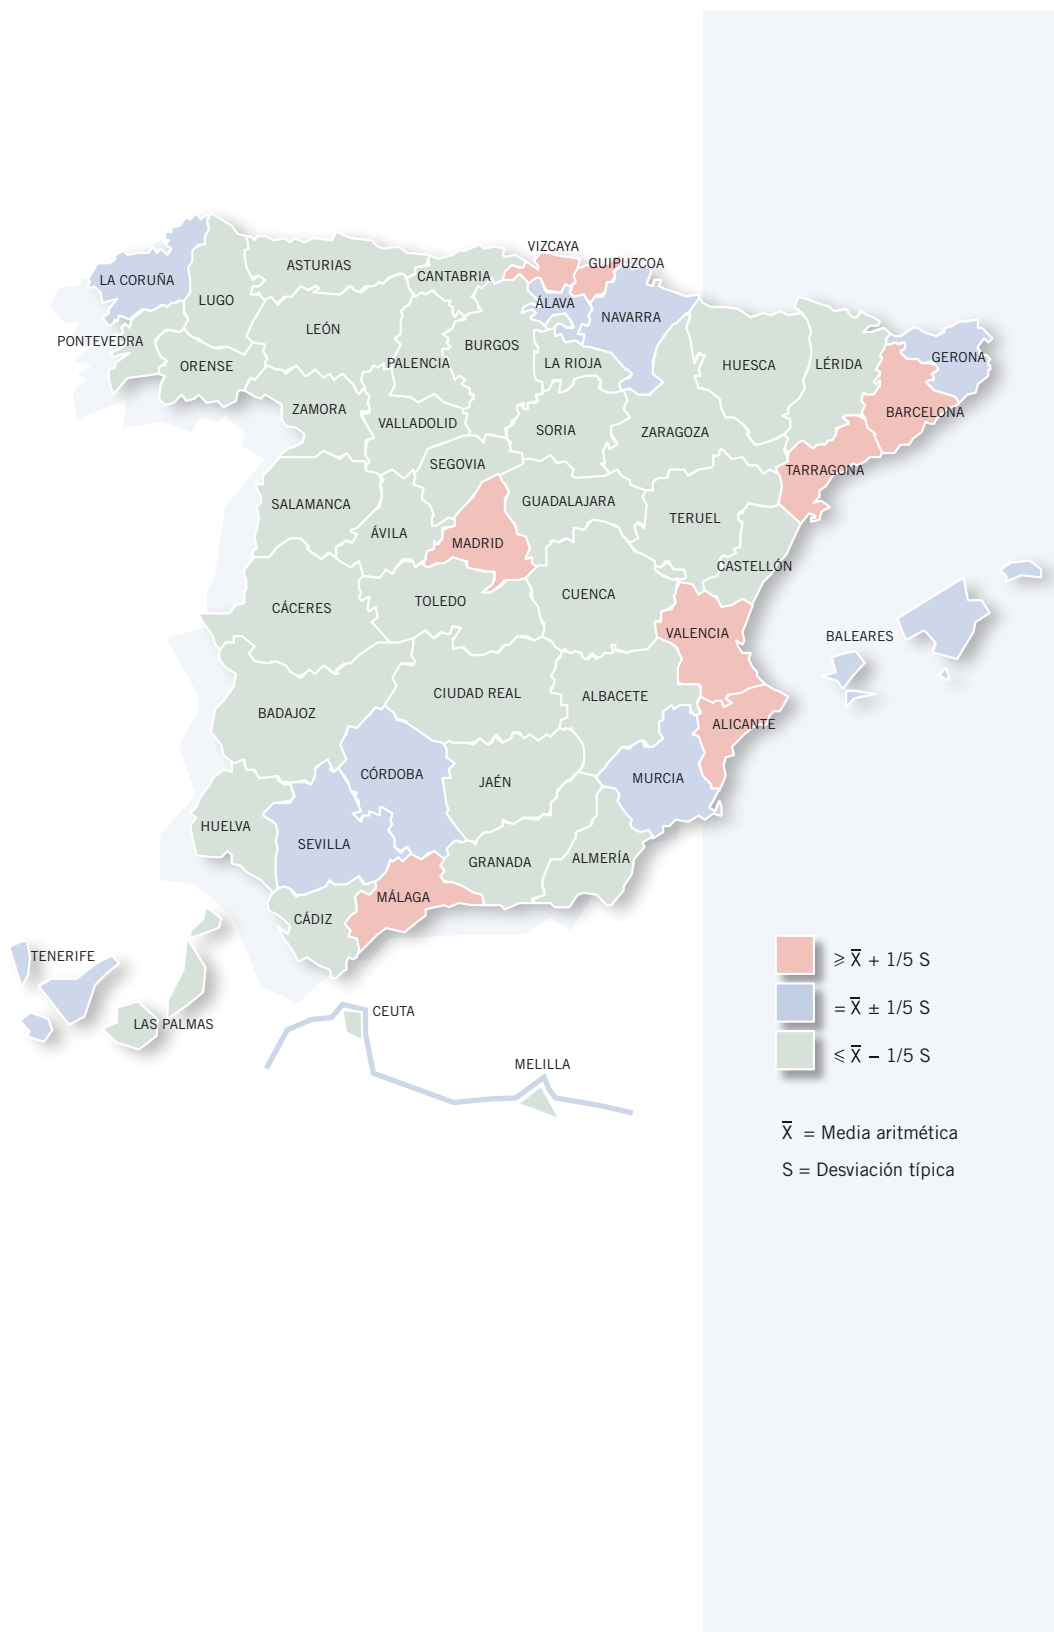 VIZCAYA
GUIPUZCOA
ASTURIAS
CANTABRIA
LA CORUÑA
LUGO
ÁLAVA
NAVARRA
LEÓN
PONTEVEDRA
BURGOS
GERONA
ORENSE
PALENCIA
LA RIOJA
HUESCA
LÉRIDA
ZAMORA
BARCELONA
VALLADOLID
SORIA
ZARAGOZA
SEGOVIA
TARRAGONA
SALAMANCA
GUADALAJARA
TERUEL
ÁVILA
MADRID
CASTELLÓN
CÁCERES
TOLEDO
CUENCA
VALENCIA
BALEARES
CIUDAD REAL
ALBACETE
BADAJOZ
ALICANTE
CÓRDOBA
JAÉN
MURCIA
HUELVA
SEVILLA
GRANADA
ALMERÍA
MÁLAGA
CÁDIZ
TENERIFE
LAS PALMAS
CEUTA
MELILLA
⩾ X̅ + 1/5 S
= X̅ ± 1/5 S
⩽ X̅ – 1/5 S
X̅ = Media aritmética
S = Desviación típica